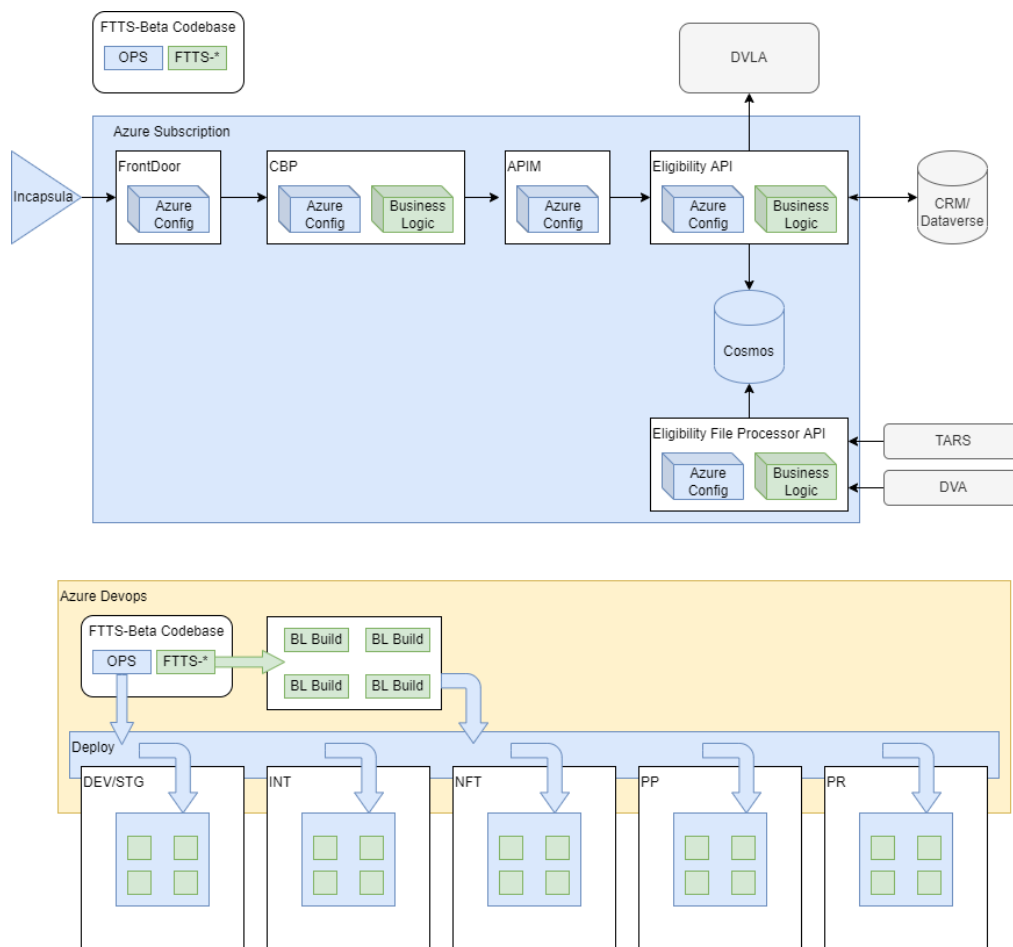 FTTS-Beta Codebase
OPS
FTTS-*
DVLA
Azure Subscription
Incapsula
FrontDoor
Azure
Config
CBP
Azure
Config
Business
Logic
APIM
Azure
Config
Eligibility API
Azure
Config
Business
Logic
CRM/
Dataverse
Cosmos
Eligibility File Processor API
Azure
Config
Business
Logic
TARS
DVA
Azure Devops
FTTS-Beta Codebase
OPS
FTTS-*
BL Build
BL Build
BL Build
BL Build
Deploy
DEV/STG
INT
NFT
PP
PR